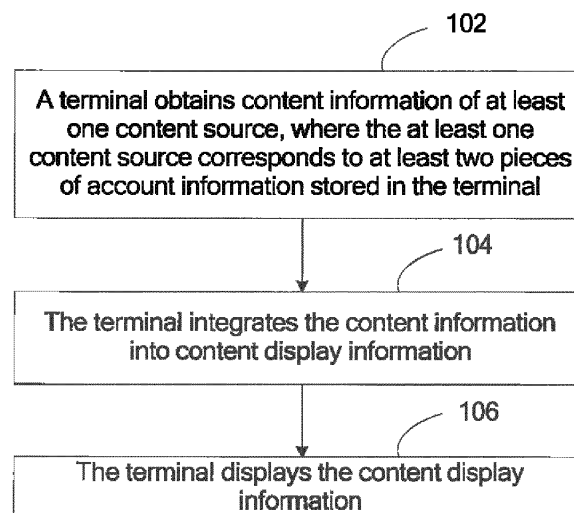 102
A terminal obtains content information of at least
one content source, where the at least one
content source corresponds to at least two pieces
of account information stored in the terminal
104
The terminal integrates the content information
into content display information
106
The terminal displays the content display
information